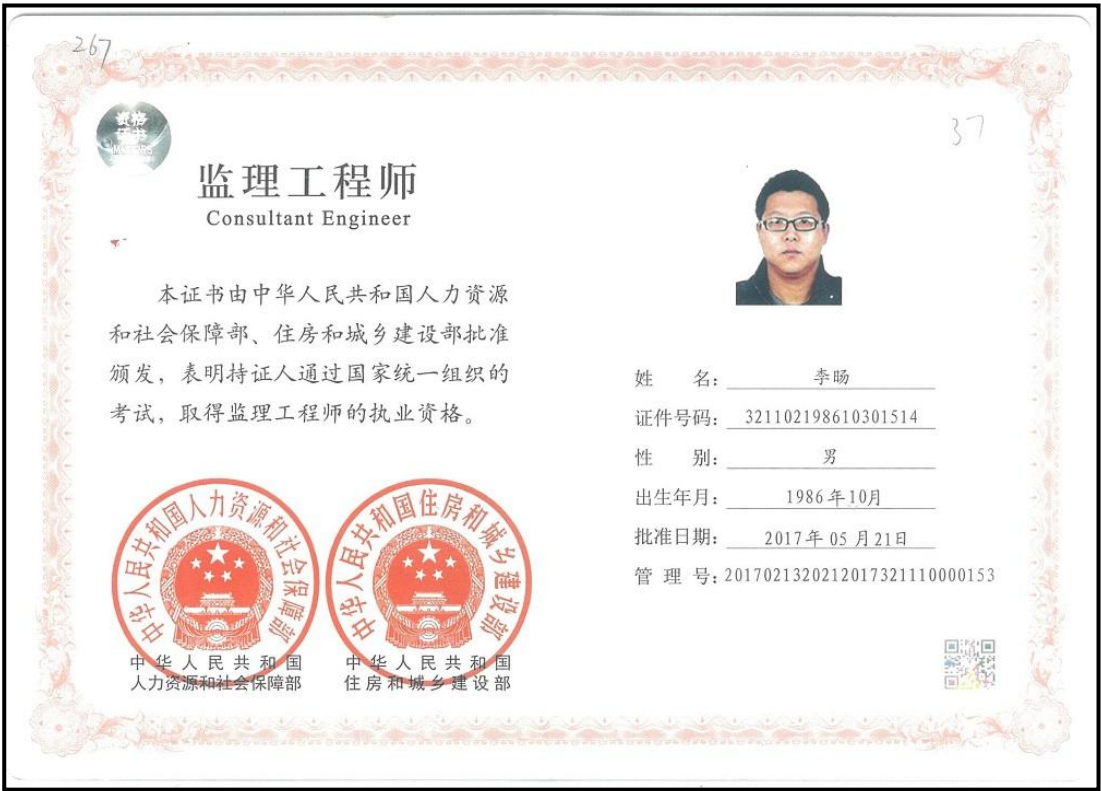 267
37
资格
证书
监理工程师
Consultant Engineer
本证书由中华人民共和国人力资源
和社会保障部、住房和城乡建设部批准
颁发，表明持证人通过国家统一组织的
考试，取得监理工程师的执业资格。
姓 名： 李旸
证件号码： 321102198610301514
性 别： 男
出生年月： 1986年10月
批准日期： 2017年05月21日
管 理 号：2017021320212017321110000153
中华人民共和国人力资源和社会保障部
中华人民共和国住房和城乡建设部
中华人民共和国
人力资源和社会保障部
中华人民共和国
住房和城乡建设部